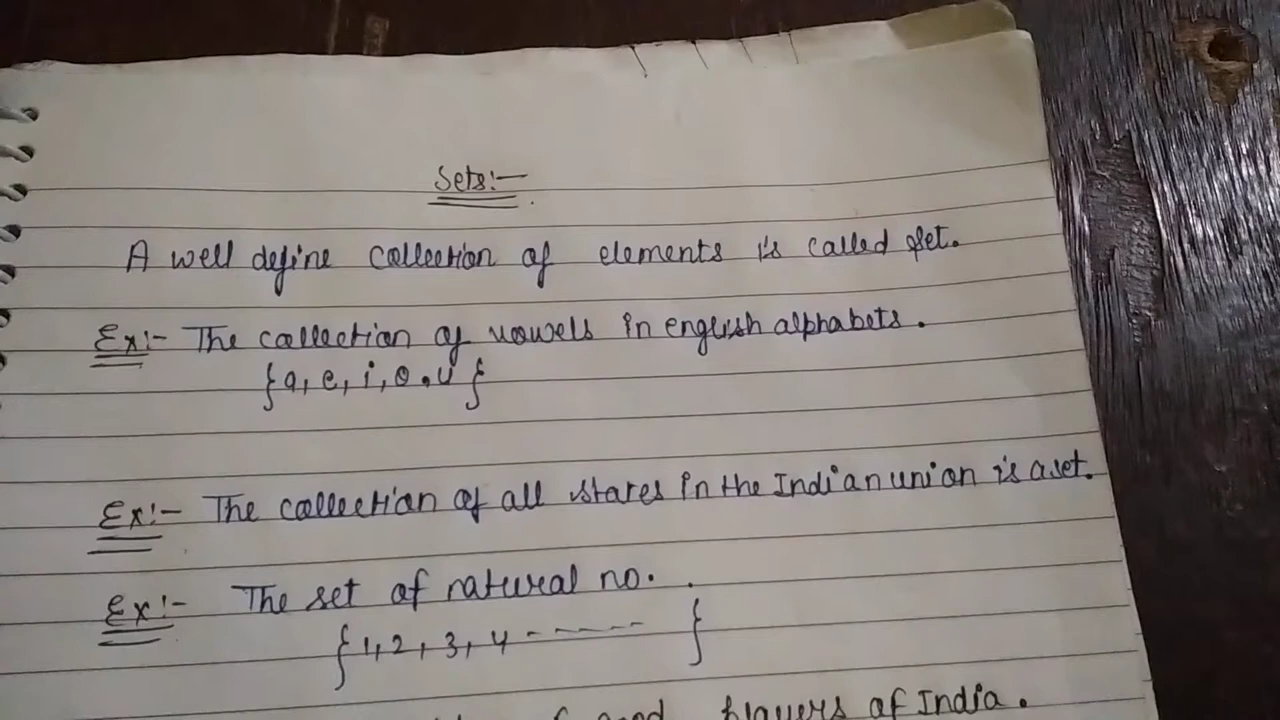 Sets:-
A well define collection of elements is called set.
Ex:- The collection of vowels in english alphabets.
{a, e, i, o.u}
Ex:- The collection of all states in the Indian union is a set.
Ex:- The set of natural no.
{1,2,3,4------}
good players of India.